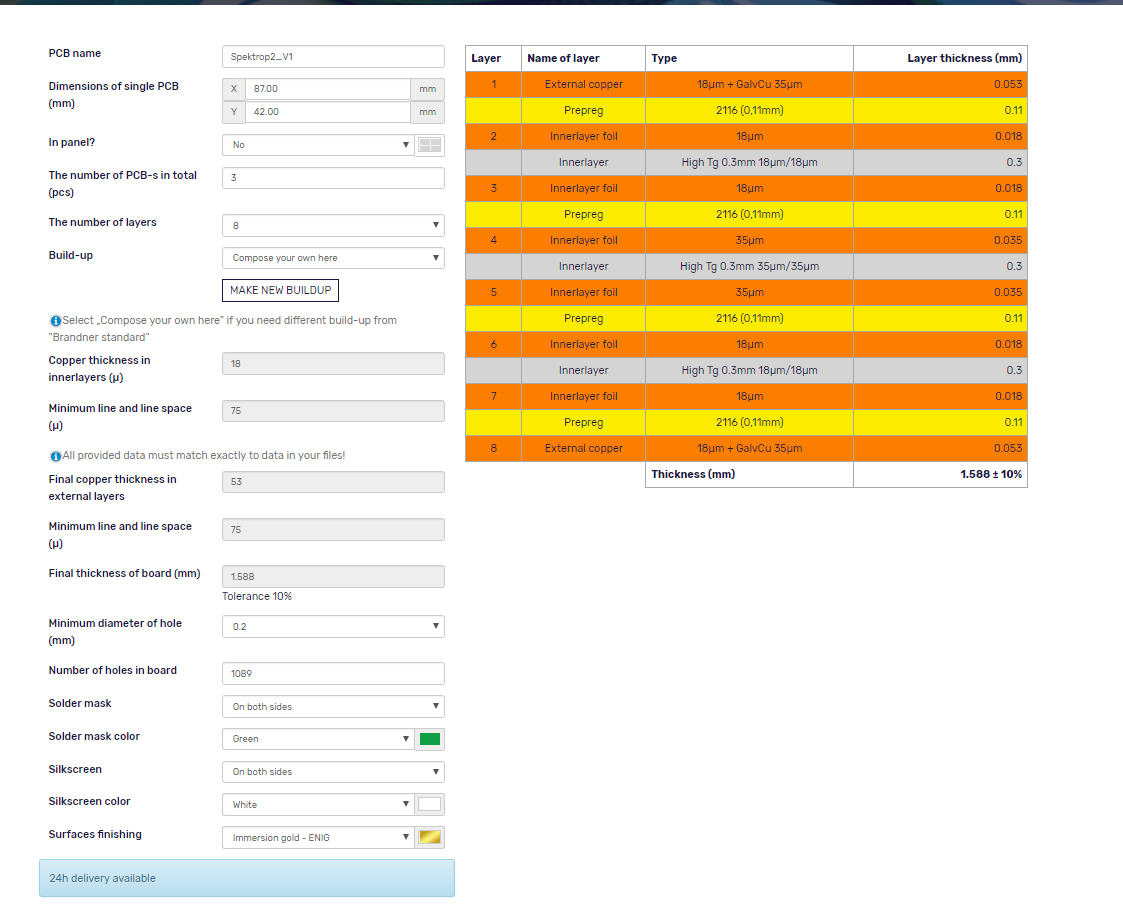 PCB name
Spektrop2_V1
Dimensions of single PCB
(mm)
X 87.00 mm
Y 42.00 mm
In panel?
No
The number of PCB-s in total
(pcs)
3
The number of layers
8
Build-up
Compose your own here
MAKE NEW BUILDUP
Select „Compose your own here" if you need different build-up from
"Brandner standard"
Copper thickness in
innerlayers (µ)
18
Minimum line and line space
(µ)
75
All provided data must match exactly to data in your files!
Final copper thickness in
external layers
53
Minimum line and line space
(µ)
75
Final thickness of board (mm)
1.588
Tolerance 10%
Minimum diameter of hole
(mm)
0.2
Number of holes in board
1089
Solder mask
On both sides
Solder mask color
Green
Silkscreen
On both sides
Silkscreen color
White
Surfaces finishing
Immersion gold - ENIG
24h delivery available
Layer Name of layer Type Layer thickness (mm)
1 External copper 18µm + GalvCu 35µm 0.053
Prepreg 2116 (0,11mm) 0.11
2 Innerlayer foil 18µm 0.018
Innerlayer High Tg 0.3mm 18µm/18µm 0.3
3 Innerlayer foil 18µm 0.018
Prepreg 2116 (0,11mm) 0.11
4 Innerlayer foil 35µm 0.035
Innerlayer High Tg 0.3mm 35µm/35µm 0.3
5 Innerlayer foil 35µm 0.035
Prepreg 2116 (0,11mm) 0.11
6 Innerlayer foil 18µm 0.018
Innerlayer High Tg 0.3mm 18µm/18µm 0.3
7 Innerlayer foil 18µm 0.018
Prepreg 2116 (0,11mm) 0.11
8 External copper 18µm + GalvCu 35µm 0.053
Thickness (mm) 1.588 ± 10%